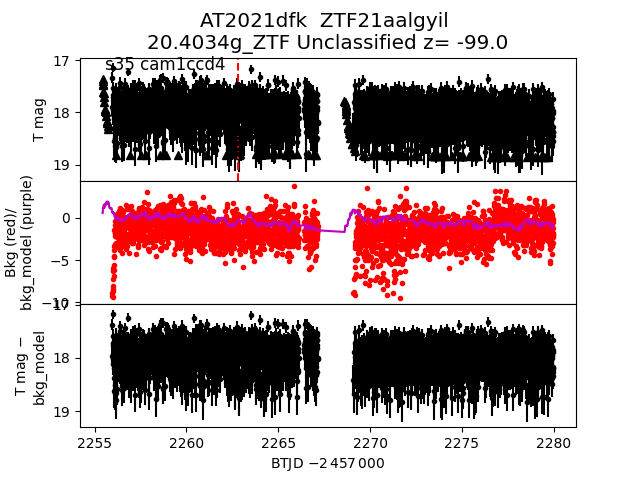 AT2021dfk ZTF21aalgyil
20.4034g_ZTF Unclassified z= -99.0
s35 cam1ccd4
17
18
19
T mag
0
−5
−10
Bkg (red)/
bkg_model (purple)
17
18
19
T mag −
bkg_model
2255 2260 2265 2270 2275 2280
BTJD −2 457 000